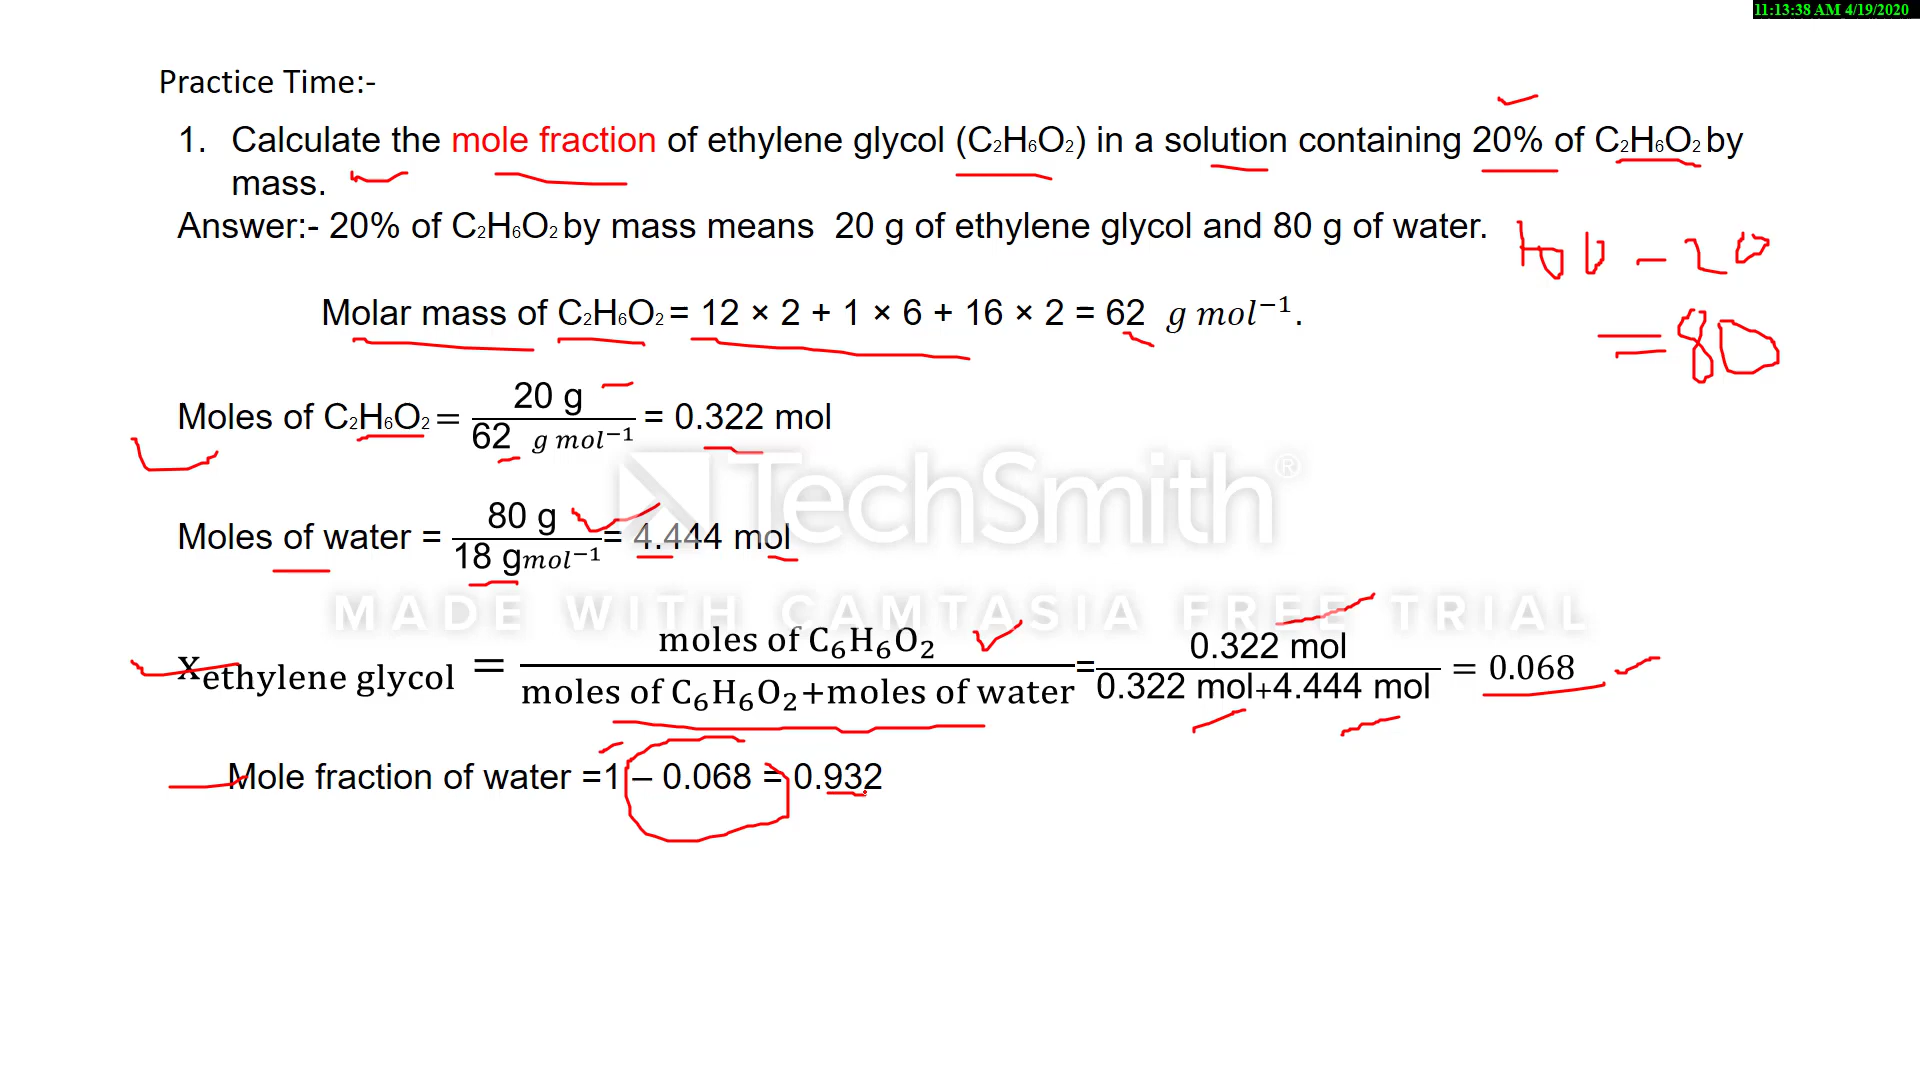 11:13:38 AM 4/19/2020
Practice Time:-
1. Calculate the mole fraction of ethylene glycol (C₂H₆O₂) in a solution containing 20% of C₂H₆O₂ by
mass.
Answer:- 20% of C₂H₆O₂ by mass means 20 g of ethylene glycol and 80 g of water.
100 - 20
= 80
Molar mass of C₂H₆O₂ = 12 × 2 + 1 × 6 + 16 × 2 = 62 g mol⁻¹.
20 g
Moles of C₂H₆O₂ = = 0.322 mol
62 g mol⁻¹
TechSmith®
80 g
Moles of water = = 4.444 mol
18 gmol⁻¹
MADE WITH CAMTASIA FREE TRIAL
moles of C₆H₆O₂ 0.322 mol
x ethylene glycol = = = 0.068
moles of C₆H₆O₂+moles of water 0.322 mol+4.444 mol
Mole fraction of water =1 – 0.068 = 0.932